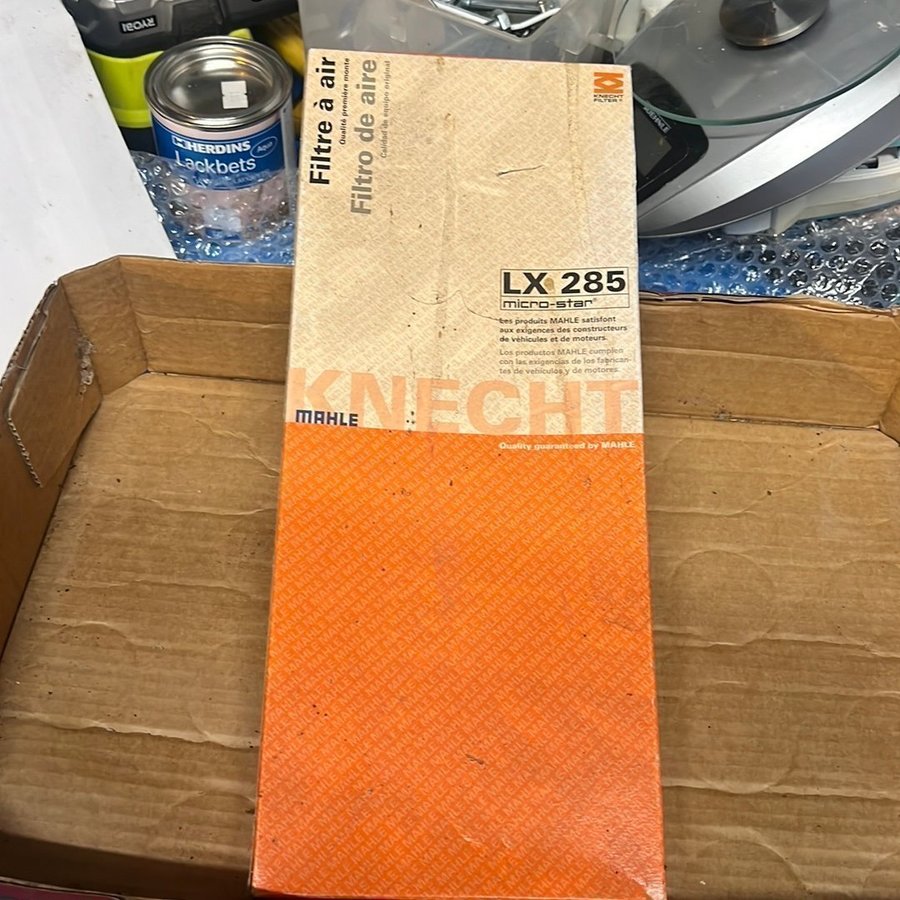 RYOBI
HERDINS
Aqua
Lackbets
Filtre à air
Qualité première monte
Filtro de aire
Calidad de equipo original
KNECHT
FILTER
LX 285
micro-star
Les produits MAHLE satisfont
aux exigences des constructeurs
de véhicules et de moteurs.
Los productos MAHLE cumplen
con las exigencias de los fabrican-
tes de vehículos y de motores.
KNECHT
MAHLE
Quality guaranteed by MAHLE